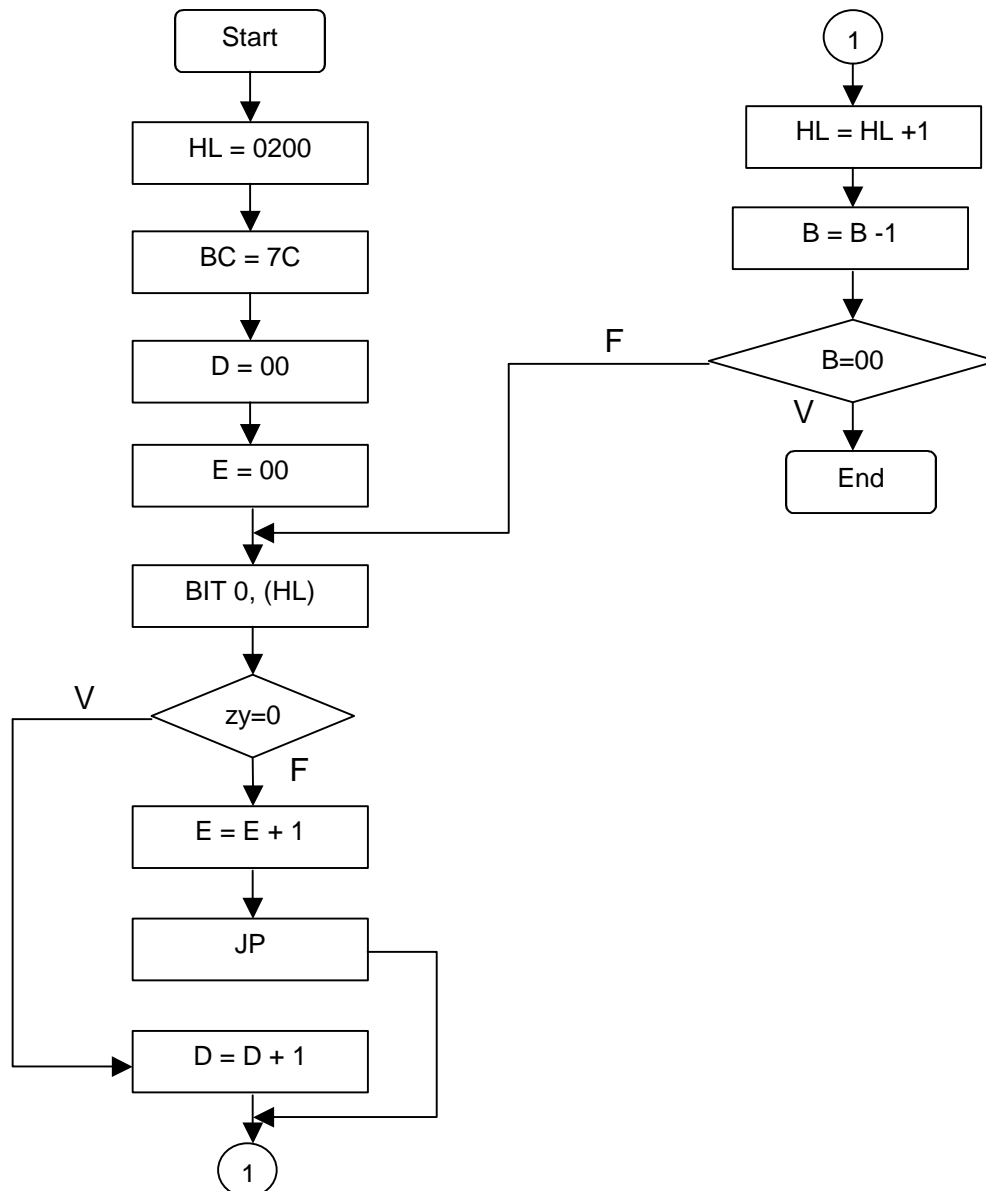 Start
HL = 0200
BC = 7C
D = 00
E = 00
BIT 0, (HL)
zy=0
V
F
E = E + 1
JP
D = D + 1
1
1
HL = HL +1
B = B -1
B=00
F
V
End